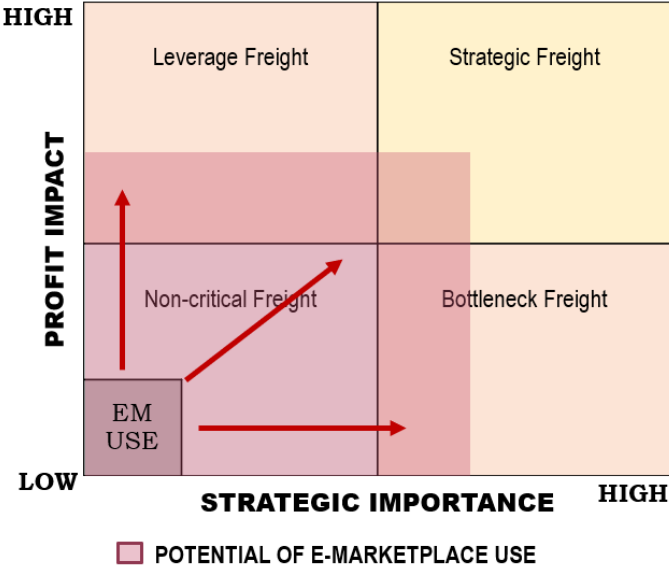 HIGH
Leverage Freight
Strategic Freight
PROFIT IMPACT
Non-critical Freight
Bottleneck Freight
EM
USE
LOW
STRATEGIC IMPORTANCE
HIGH
POTENTIAL OF E-MARKETPLACE USE